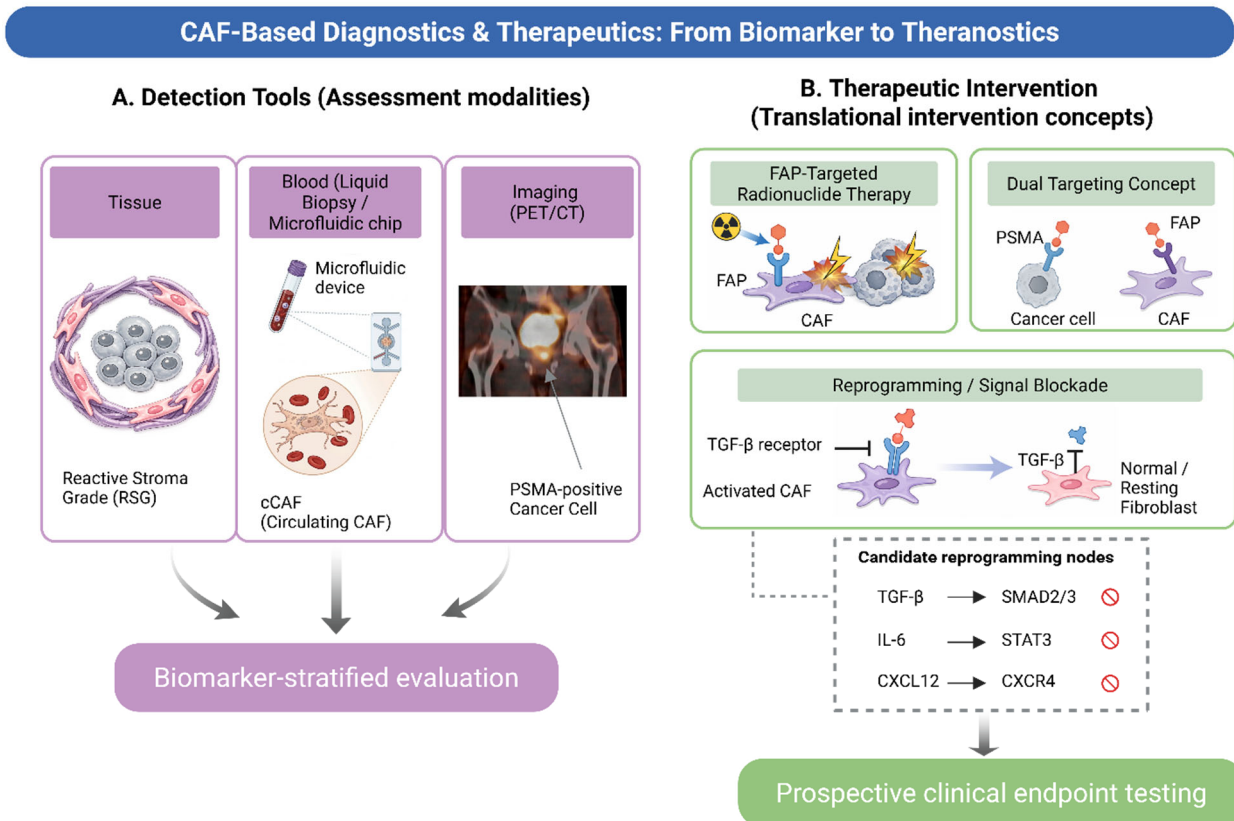 CAF-Based Diagnostics & Therapeutics: From Biomarker to Theranostics
A. Detection Tools (Assessment modalities)
Tissue
Reactive Stroma
Grade (RSG)
Blood (Liquid
Biopsy /
Microfluidic chip
Microfluidic
device
cCAF
(Circulating CAF)
Imaging
(PET/CT)
PSMA-positive
Cancer Cell
Biomarker-stratified evaluation
B. Therapeutic Intervention
(Translational intervention concepts)
FAP-Targeted
Radionuclide Therapy
FAP
CAF
Dual Targeting Concept
PSMA
FAP
Cancer cell
CAF
Reprogramming / Signal Blockade
TGF-β receptor
Activated CAF
TGF-β
Normal /
Resting
Fibroblast
Candidate reprogramming nodes
TGF-β SMAD2/3
IL-6 STAT3
CXCL12 CXCR4
Prospective clinical endpoint testing